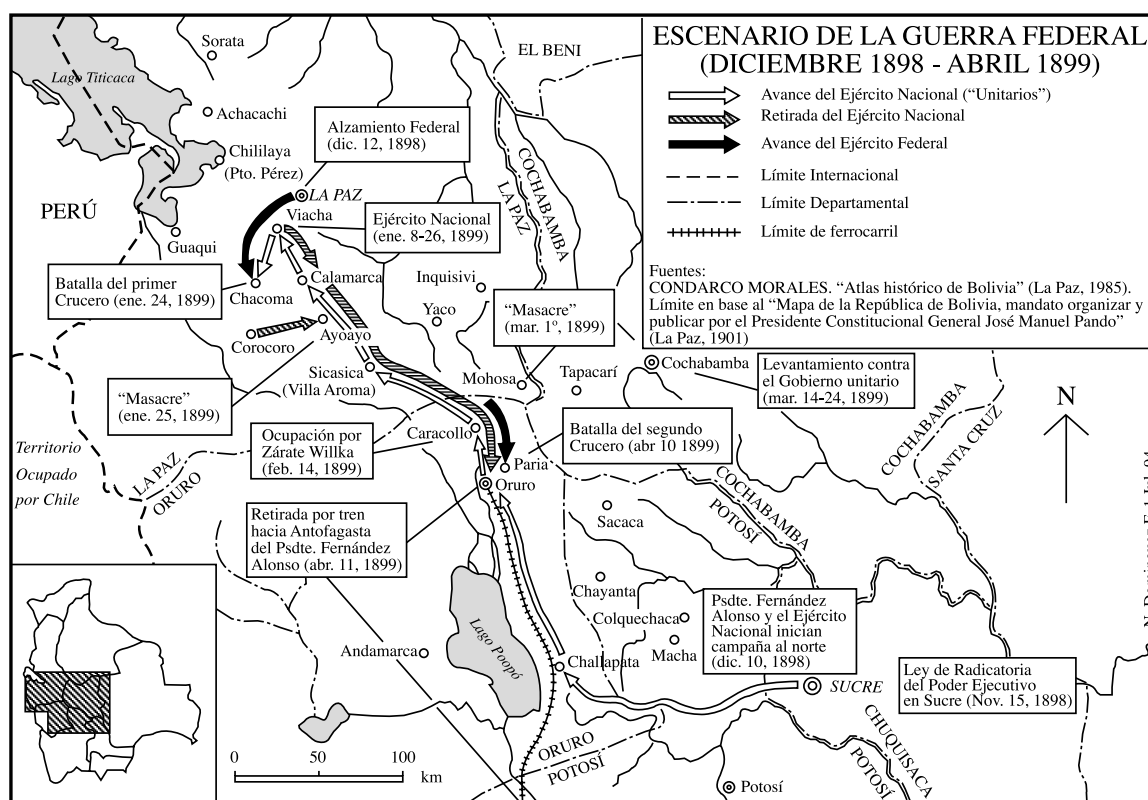 ESCENARIO DE LA GUERRA FEDERAL
(DICIEMBRE 1898 - ABRIL 1899)
Avance del Ejército Nacional (“Unitarios”)
Retirada del Ejército Nacional
Avance del Ejército Federal
Límite Internacional
Límite Departamental
Límite de ferrocarril
Fuentes:
CONDARCO MORALES. “Atlas histórico de Bolivia” (La Paz, 1985).
Límite en base al “Mapa de la República de Bolivia, mandato organizar y
publicar por el Presidente Constitucional General José Manuel Pando”
(La Paz, 1901)
Sorata
Lago Titicaca
EL BENI
Achacachi
Alzamiento Federal
(dic. 12, 1898)
Chililaya
(Pto. Pérez)
COCHABAMBA
LA PAZ
LA PAZ
PERÚ
Viacha
Ejército Nacional
(ene. 8-26, 1899)
Guaqui
Batalla del primer
Crucero (ene. 24, 1899)
Calamarca
Inquisivi
Chacoma
“Masacre”
(mar. 1º, 1899)
Yaco
Corocoro
Ayoayo
Sicasica
(Villa Aroma)
Mohosa
Tapacarí
Cochabamba
Levantamiento contra
el Gobierno unitario
(mar. 14-24, 1899)
N
“Masacre”
(ene. 25, 1899)
COCHABAMBA
SANTA CRUZ
Ocupación por
Zárate Willka
(feb. 14, 1899)
Caracollo
Batalla del segundo
Crucero (abr 10 1899)
Territorio
Ocupado
por Chile
LA PAZ
ORURO
Paria
Oruro
COCHABAMBA
POTOSÍ
Retirada por tren
hacia Antofagasta
del Psdte. Fernández
Alonso (abr. 11, 1899)
Sacaca
Chayanta
Colquechaca
Macha
Psdte. Fernández
Alonso y el Ejército
Nacional inician
campaña al norte
(dic. 10, 1898)
Lago Poopó
Andamarca
Challapata
SUCRE
Ley de Radicatoria
del Poder Ejecutivo
en Sucre (Nov. 15, 1898)
CHUQUISACA
POTOSÍ
ORURO
POTOSÍ
Potosí
0 50 100
km